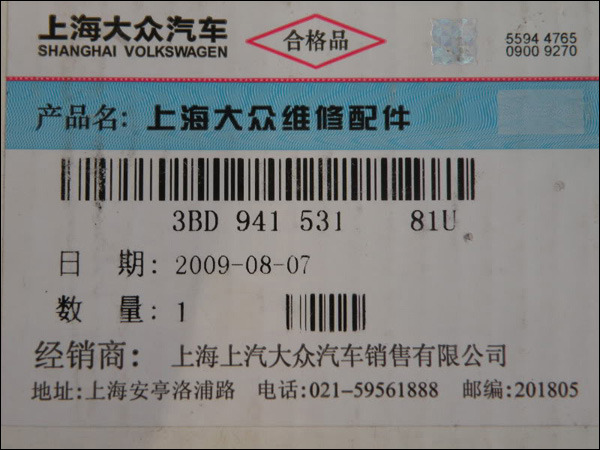 上海大众汽车
SHANGHAI VOLKSWAGEN
合格品
5594 4765
0900 9270
产品名: 上海大众维修配件
3BD 941 531 81U
日 期: 2009-08-07
数 量: 1
经销商: 上海上汽大众汽车销售有限公司
地址:上海安亭洛浦路 电话:021-59561888 邮编:201805